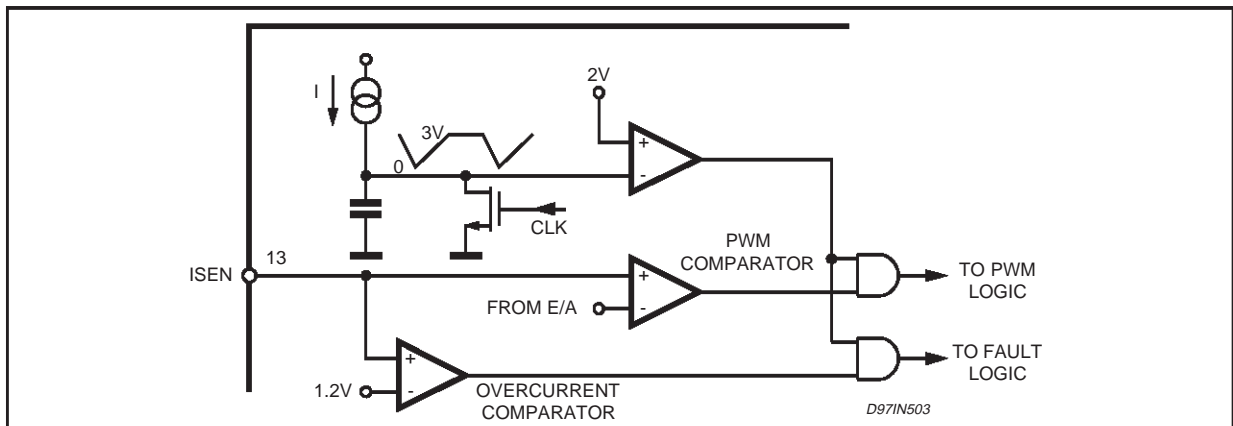 2V
I
3V
0
+
-
CLK
PWM
COMPARATOR
ISEN
13
+
-
FROM E/A
TO PWM
LOGIC
+
-
1.2V
OVERCURRENT
COMPARATOR
TO FAULT
LOGIC
D97IN503